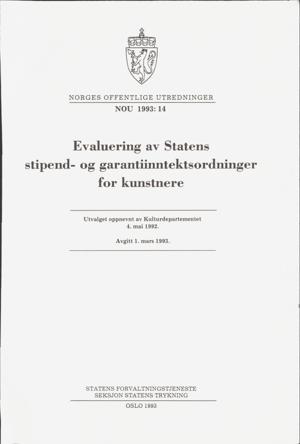 NORGES OFFENTLIGE UTREDNINGER
NOU 1993: 14
Evaluering av Statens
stipend- og garantiinntektsordninger
for kunstnere
Utvalget oppnevnt av Kulturdepartementet
4. mai 1992.
Avgitt 1. mars 1993.
STATENS FORVALTNINGSTJENESTE
SEKSJON STATENS TRYKNING
OSLO 1993